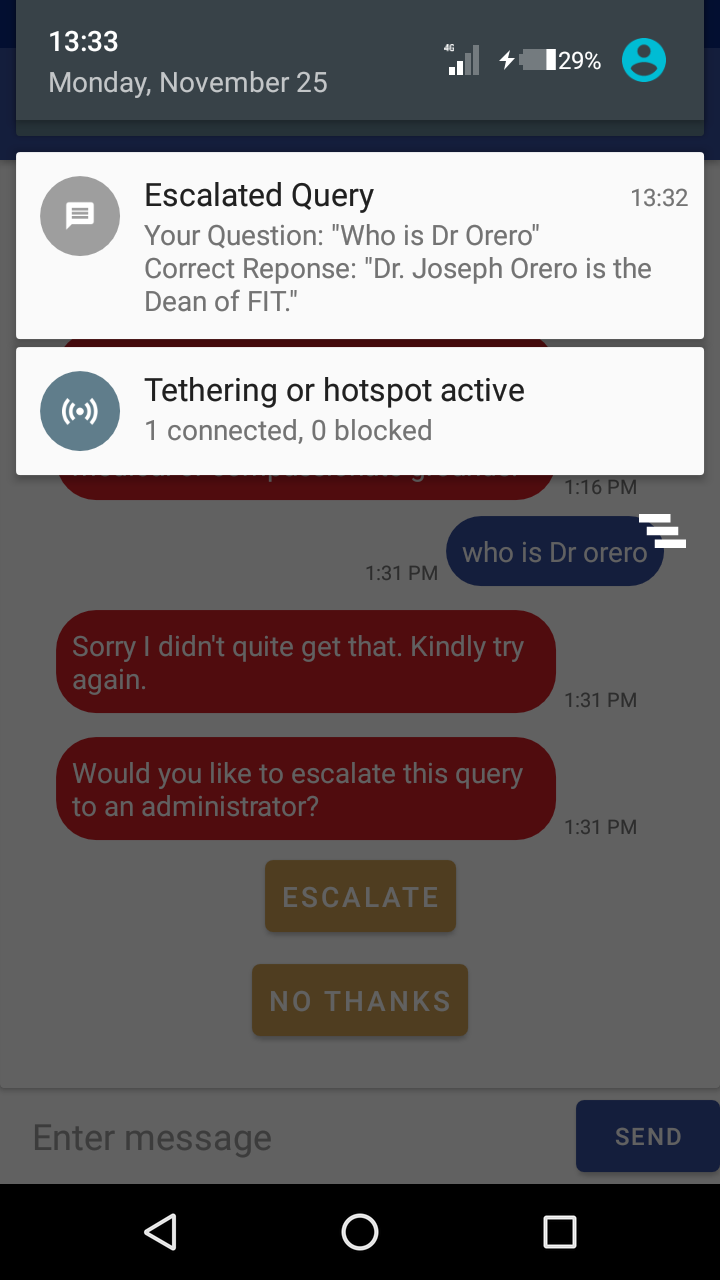 13:33
Monday, November 25
4G
29%
Escalated Query
13:32
Your Question: "Who is Dr Orero"
Correct Reponse: "Dr. Joseph Orero is the
Dean of FIT."
Tethering or hotspot active
1 connected, 0 blocked
1:16 PM
who is Dr orero
1:31 PM
Sorry I didn't quite get that. Kindly try
again.
1:31 PM
Would you like to escalate this query
to an administrator?
1:31 PM
ESCALATE
NO THANKS
Enter message
SEND